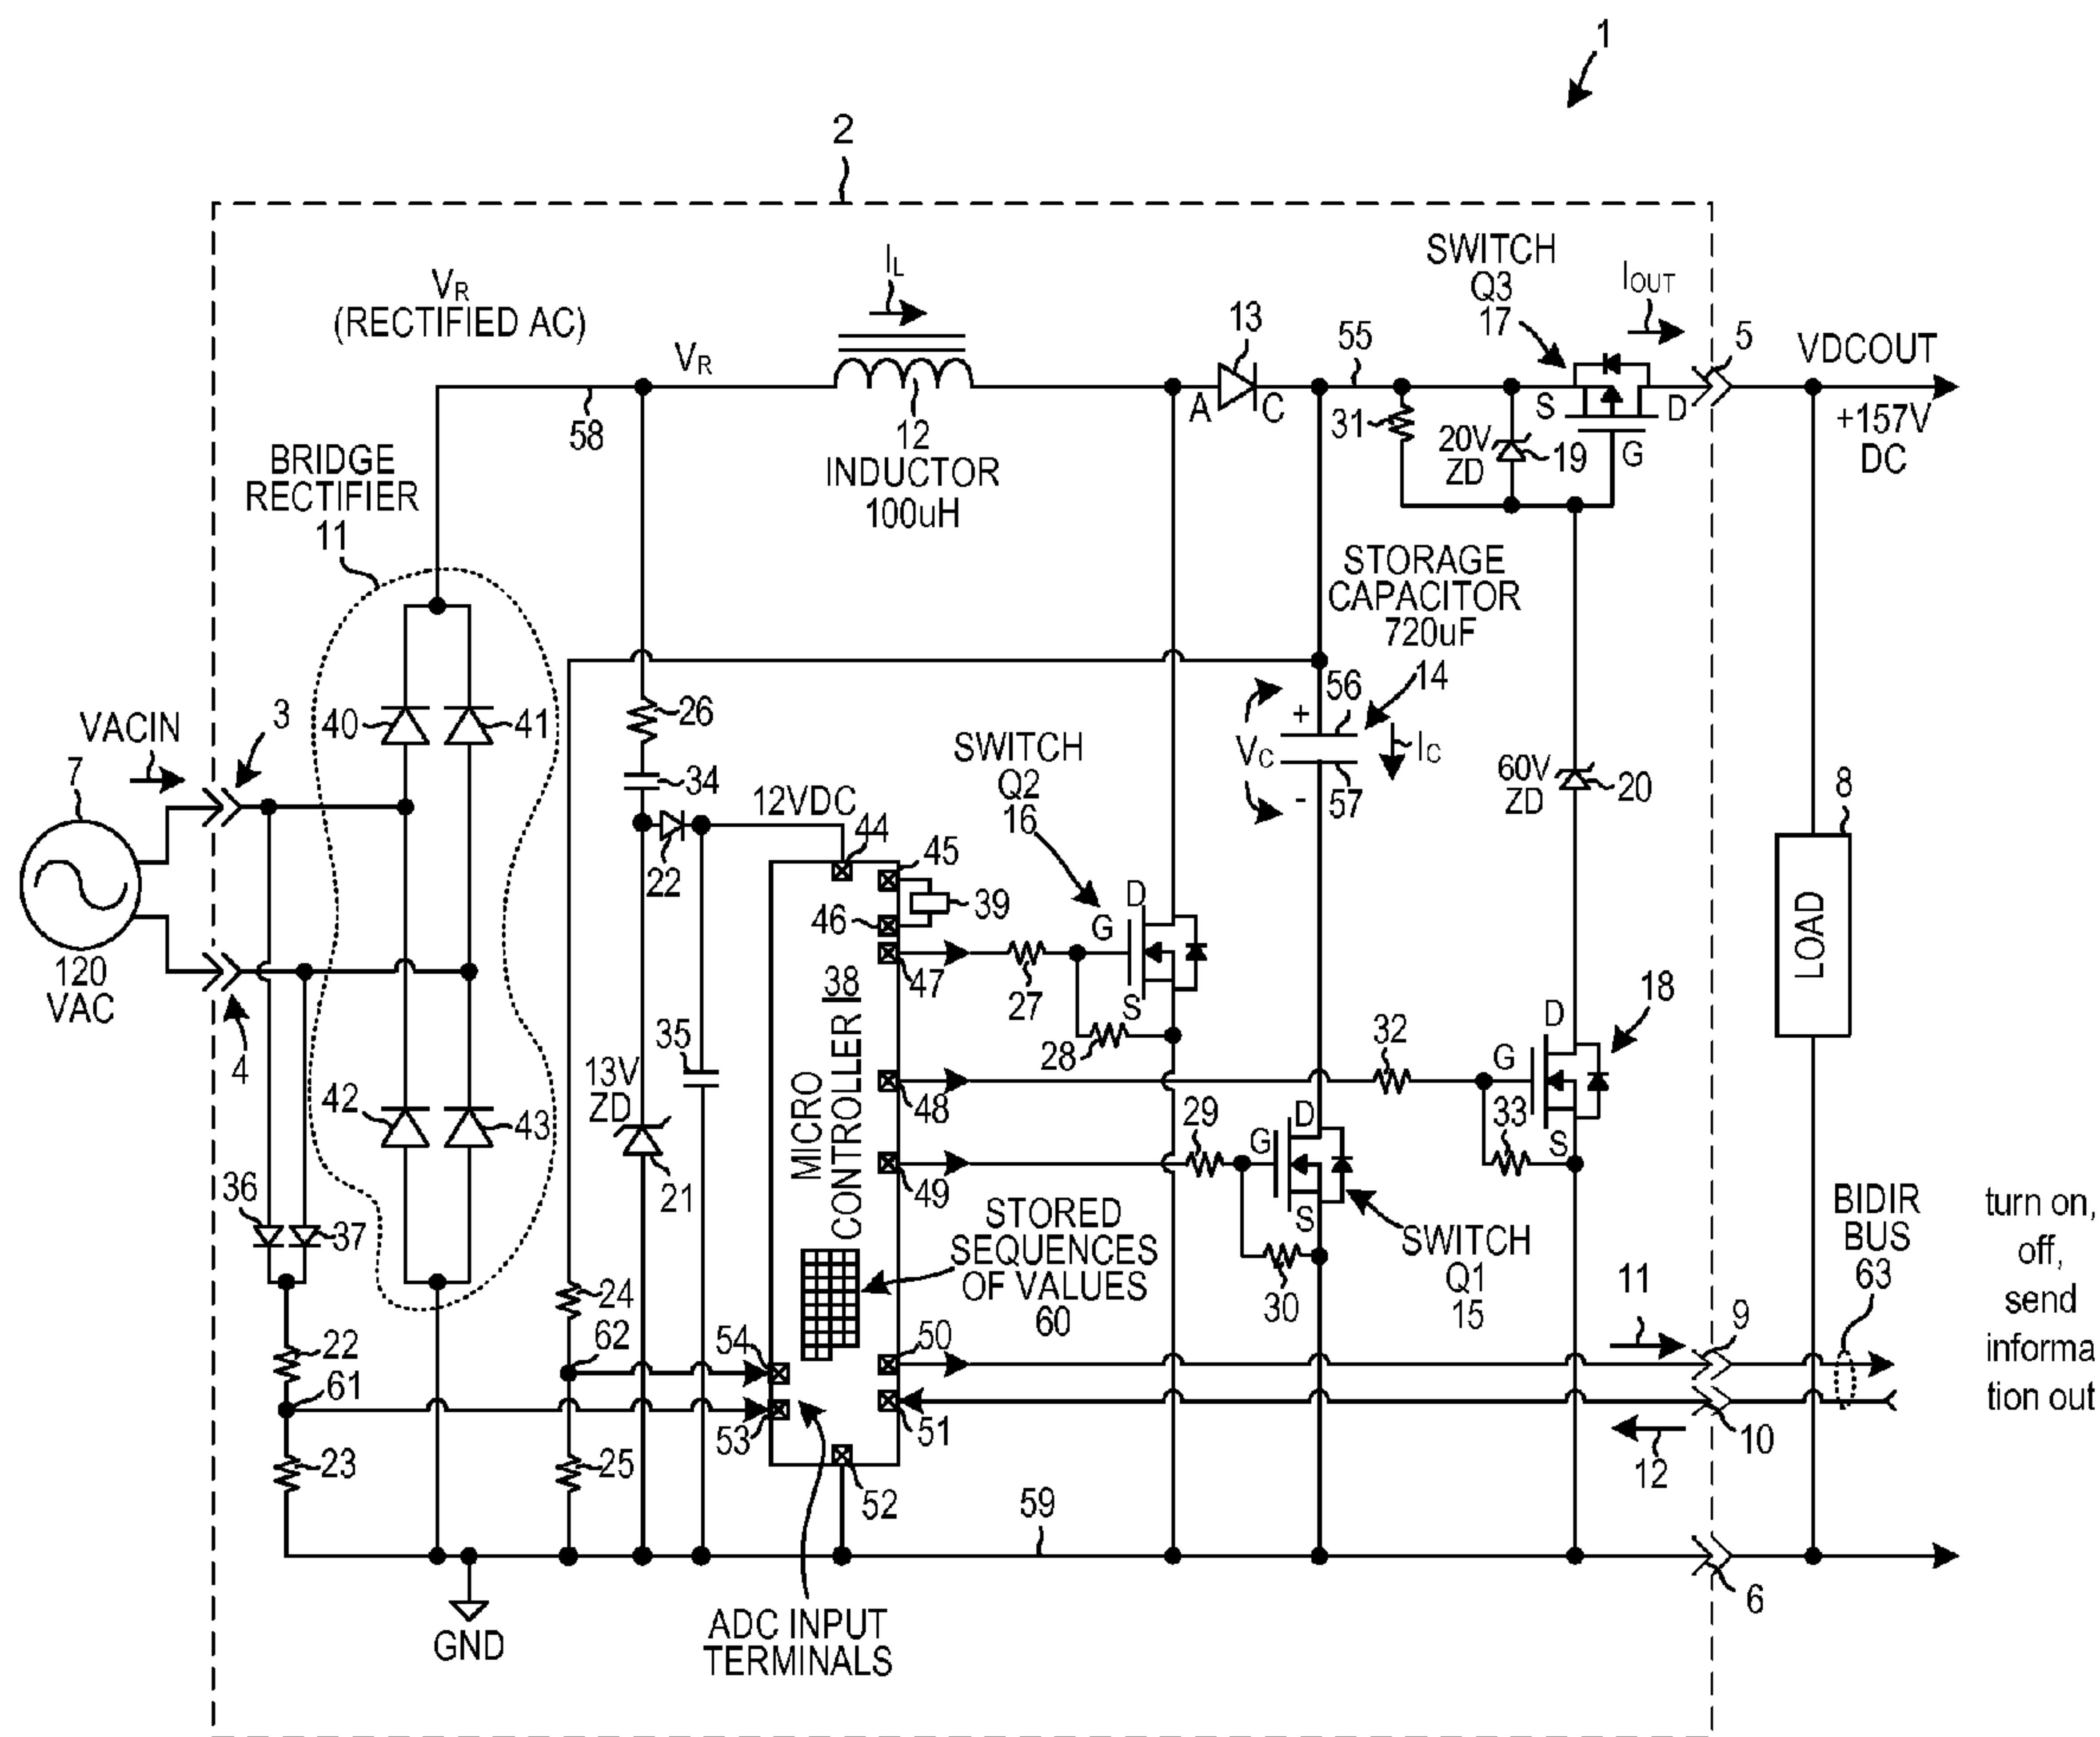 1
2
V_R
(RECTIFIED AC)
V_R
I_L
58
12
INDUCTOR
100uH
13
A
C
55
SWITCH
Q3
17
I_OUT
5
VDCOUT
+157V
DC
31
20V
ZD
19
S
D
G
BRIDGE
RECTIFIER
11
STORAGE
CAPACITOR
720uF
14
56
+
V_C
-
57
I_C
60V
ZD
20
8
LOAD
VACIN
3
7
120
VAC
4
40
41
42
43
26
34
12VDC
22
44
45
39
46
47
SWITCH
Q2
16
G
D
S
27
28
38
MICRO
CONTROLLER
35
13V
ZD
21
48
49
32
G
D
S
18
33
29
G
D
S
30
SWITCH
Q1
15
STORED
SEQUENCES
OF VALUES
60
36
37
22
61
23
24
62
25
54
53
50
51
52
ADC INPUT
TERMINALS
59
GND
11
9
12
10
6
BIDIR
BUS
63
turn on,
off,
send
informa
tion out